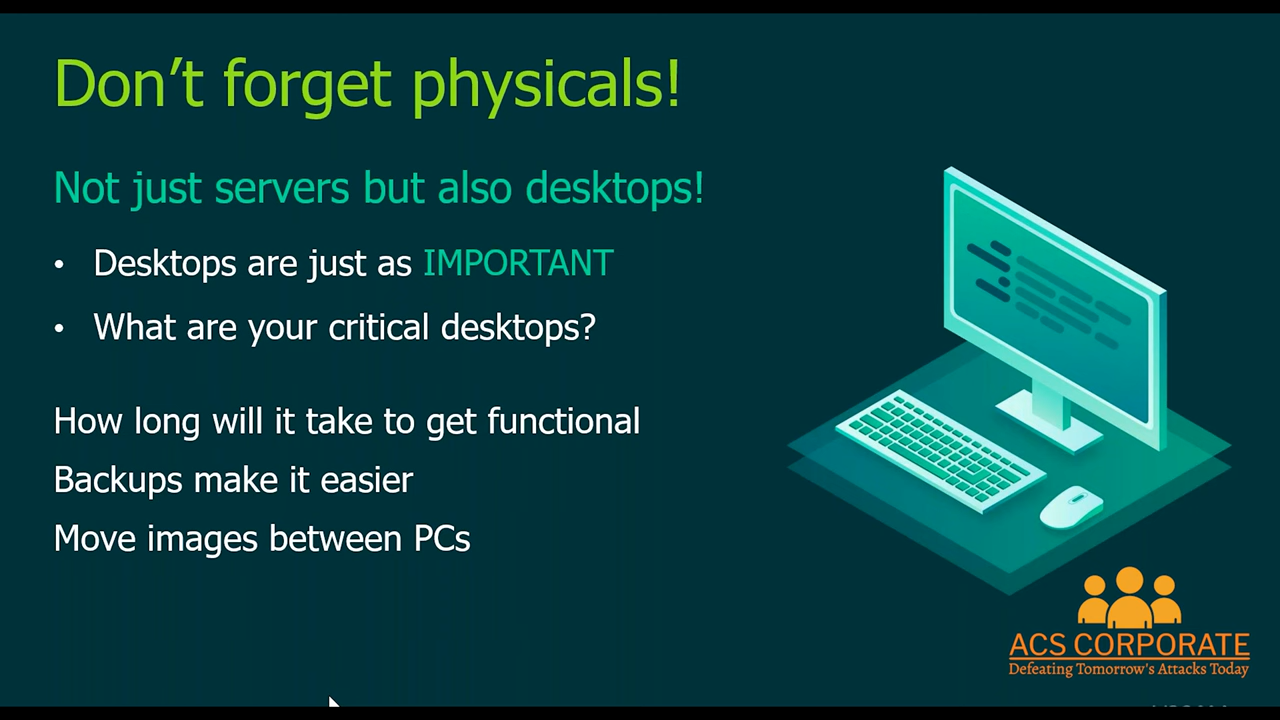 Don't forget physicals!
Not just servers but also desktops!
• Desktops are just as IMPORTANT
• What are your critical desktops?
How long will it take to get functional
Backups make it easier
Move images between PCs
ACS CORPORATE
Defeating Tomorrow's Attacks Today